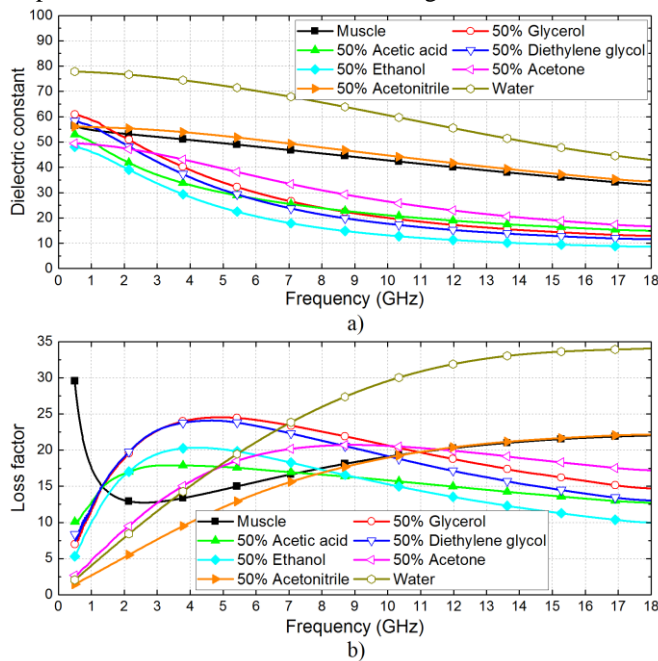 100
90
80
70
60
50
40
30
20
10
0
Dielectric constant
Muscle
50% Glycerol
50% Acetic acid
50% Diethylene glycol
50% Ethanol
50% Acetone
50% Acetonitrile
Water
0 1 2 3 4 5 6 7 8 9 10 11 12 13 14 15 16 17 18
Frequency (GHz)
a)
35
30
25
20
15
10
5
0
Loss factor
Muscle
50% Glycerol
50% Acetic acid
50% Diethylene glycol
50% Ethanol
50% Acetone
50% Acetonitrile
Water
0 1 2 3 4 5 6 7 8 9 10 11 12 13 14 15 16 17 18
Frequency (GHz)
b)